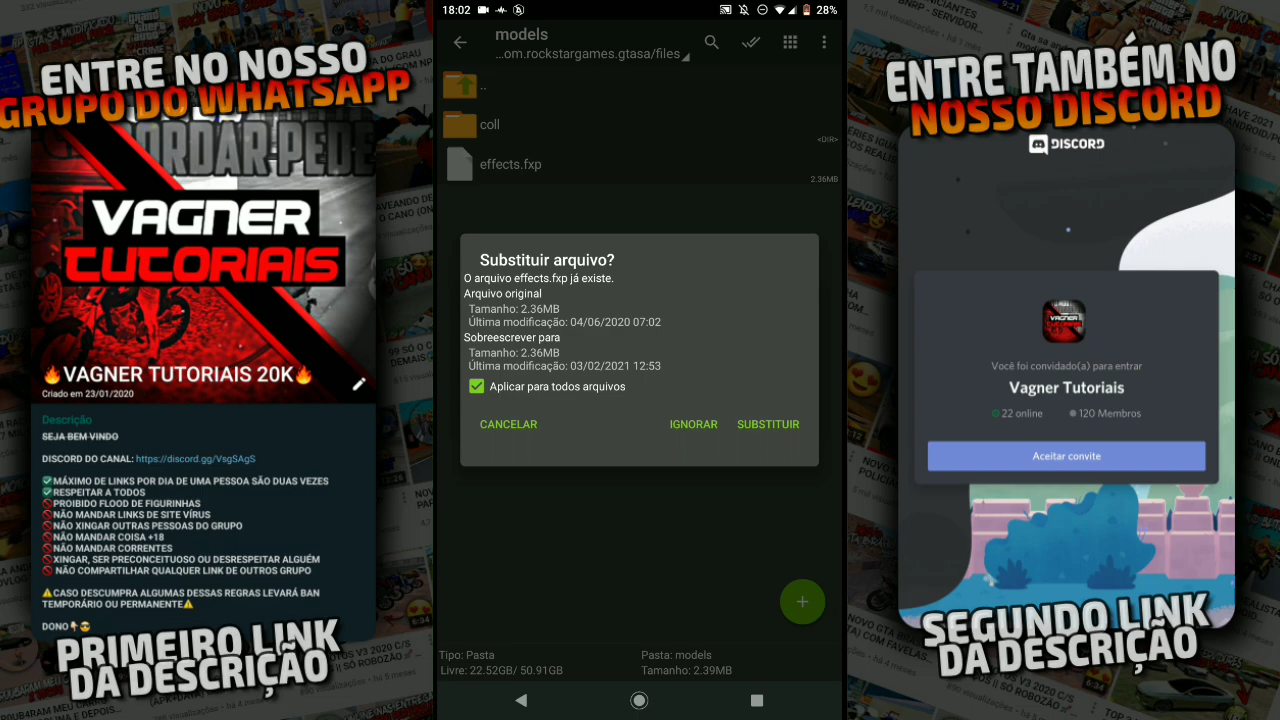 ENTRE NO NOSSO
GRUPO DO WHATSAPP
VAGNER
TUTORIAIS
🔥VAGNER TUTORIAIS 20K🔥
Criado em 23/01/2020
Descrição
SEJA BEM VINDO
DISCORD DO CANAL: https://discord.gg/VsgSAgS
✅MÁXIMO DE LINKS POR DIA DE UMA PESSOA SÃO DUAS VEZES
✅RESPEITAR A TODOS
🚫PROIBIDO FLOOD DE FIGURINHAS
🚫NÃO MANDAR LINKS DE SITE VÍRUS
🚫NÃO XINGAR OUTRAS PESSOAS DO GRUPO
🚫NÃO MANDAR COISA +18
🚫NÃO MANDAR CORRENTES
🚫XINGAR, SER PRECONCEITUOSO OU DESRESPEITAR ALGUÉM
🚫 NÃO COMPARTILHAR QUALQUER LINK DE OUTROS GRUPO
⚠️CASO DESCUMPRA ALGUMAS DESSAS REGRAS LEVARÁ BAN
TEMPORÁRIO OU PERMANENTE⚠️
DONO👇😎
PRIMEIRO LINK
DA DESCRIÇÃO
18:02
28%
models
...om.rockstargames.gtasa/files
..
coll
<DIR>
effects.fxp
2.36MB
Substituir arquivo?
O arquivo effects.fxp já existe.
Arquivo original
Tamanho: 2.36MB
Última modificação: 04/06/2020 07:02
Sobreescrever para
Tamanho: 2.36MB
Última modificação: 03/02/2021 12:53
Aplicar para todos arquivos
CANCELAR
IGNORAR
SUBSTITUIR
Tipo: Pasta
Pasta: models
Livre: 22.52GB/ 50.91GB
Tamanho: 2.39MB
ENTRE TAMBÉM NO
NOSSO DISCORD
DISCORD
VAGNER
TUTORIAIS
Você foi convidado(a) para entrar
Vagner Tutoriais
22 online
120 Membros
Aceitar convite
SEGUNDO LINK
DA DESCRIÇÃO